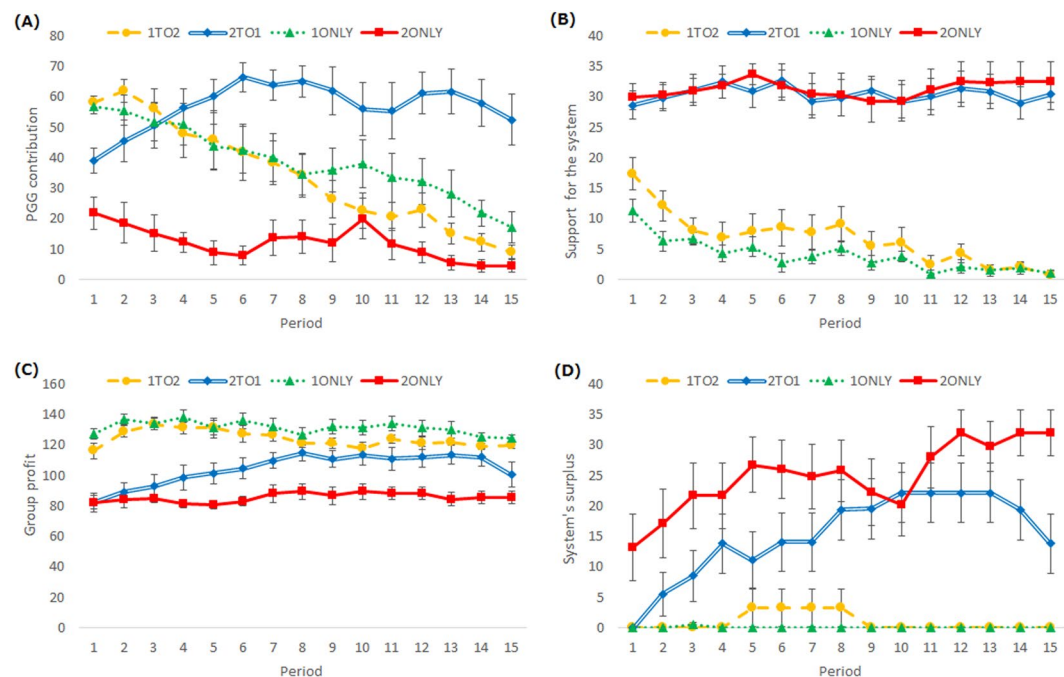 (A)
1TO2 2TO1 1ONLY 2ONLY
80
70
60
50
40
30
20
10
0
PGG contribution
1 2 3 4 5 6 7 8 9 10 11 12 13 14 15
Period
(B)
1TO2 2TO1 1ONLY 2ONLY
40
35
30
25
20
15
10
5
0
Support for the system
1 2 3 4 5 6 7 8 9 10 11 12 13 14 15
Period
(C)
1TO2 2TO1 1ONLY 2ONLY
160
140
120
100
80
60
40
20
0
Group profit
1 2 3 4 5 6 7 8 9 10 11 12 13 14 15
Period
(D)
1TO2 2TO1 1ONLY 2ONLY
40
35
30
25
20
15
10
5
0
System's surplus
1 2 3 4 5 6 7 8 9 10 11 12 13 14 15
Period